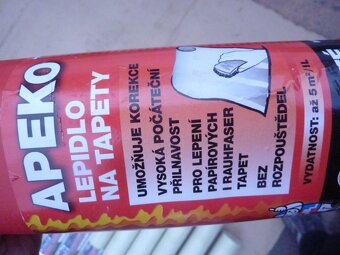 APEKO
LEPIDLO
NA TAPETY
UMOŽŇUJE KOREKCE
VYSOKÁ POČÁTEČNÍ
PŘILNAVOST
PRO LEPENÍ
PAPÍROVÝCH
I RAUHFASER
TAPET
BEZ
ROZPOUŠTĚDEL
VYDATNOST: až 5 m²/1L